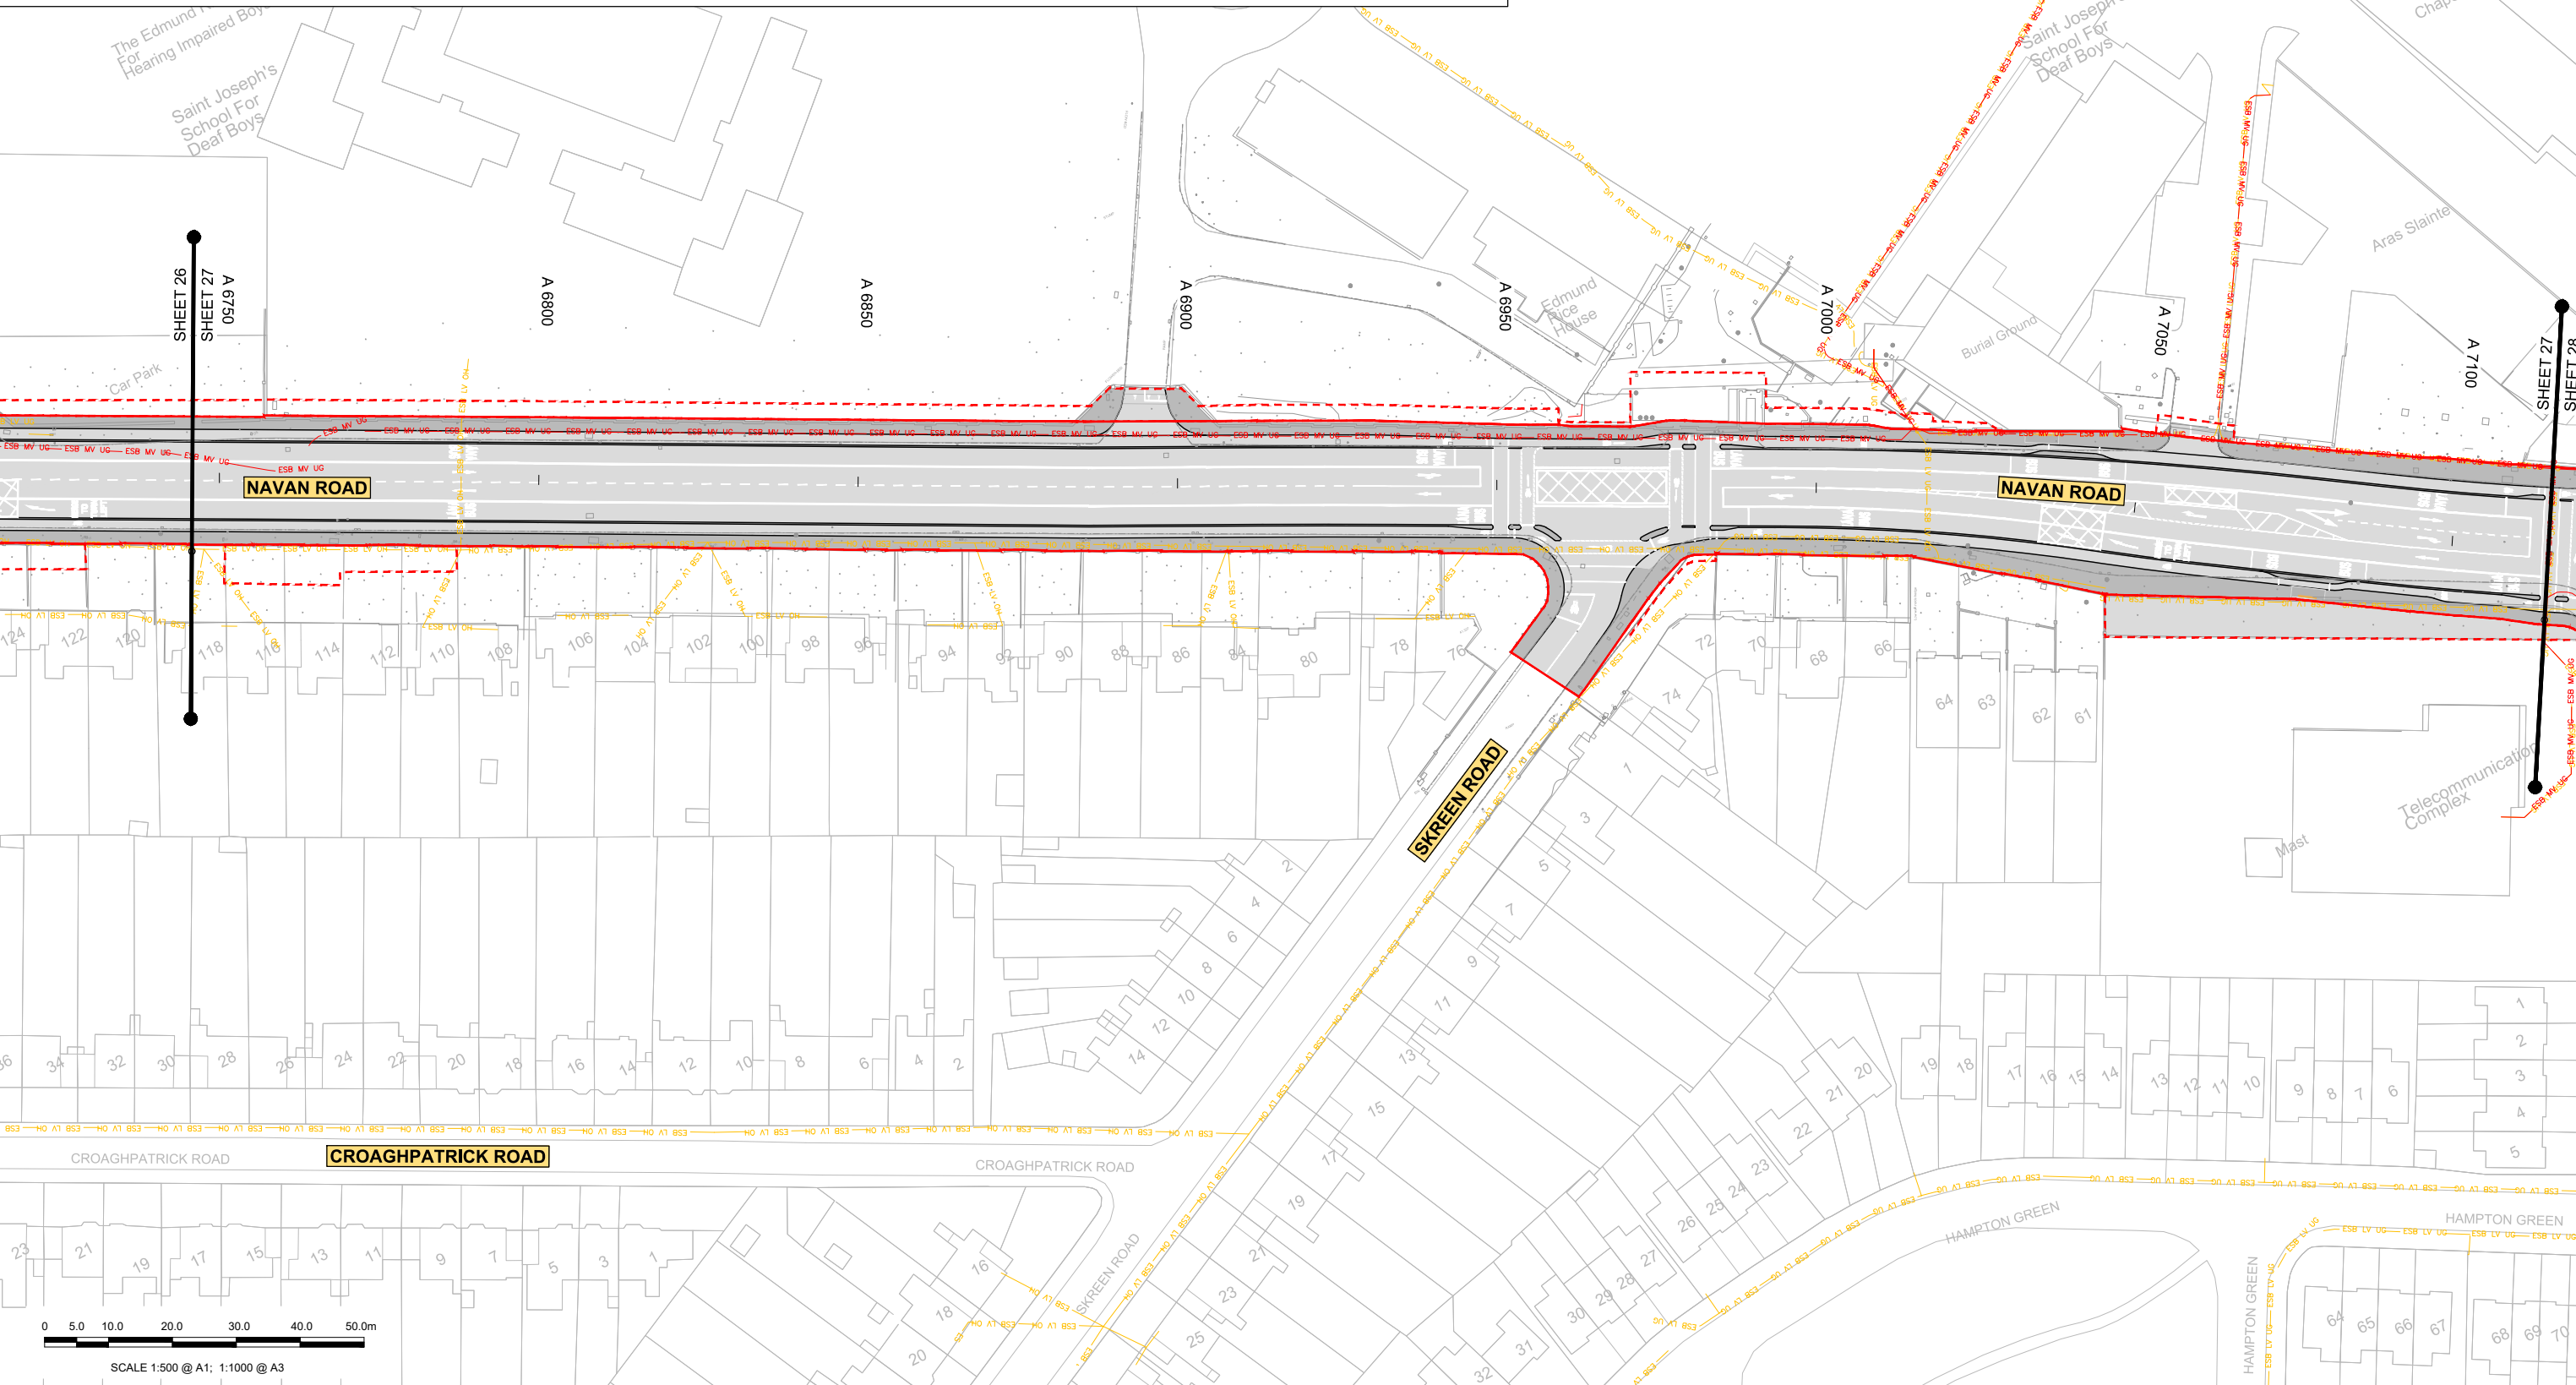 The Edmund
For
Hearing Impaired Boys
Saint Joseph's
School For
Deaf Boys
Saint Joseph's
School For
Deaf Boys
Aras Slainte
SHEET 26
SHEET 27
A 6750
A 6800
A 6850
A 6900
A 6950
A 7000
A 7050
A 7100
SHEET 27
SHEET 28
Car Park
Edmund
Rice
House
Burial Ground
ESB MV UG
ESB LV UG
ESB LV OH
NAVAN ROAD
NAVAN ROAD
124
122
120
118
116
114
112
110
108
106
104
102
100
98
96
94
92
90
88
86
84
80
78
76
74
72
70
68
66
64
63
62
61
SKREEN ROAD
Telecommunication
Complex
Mast
1
3
5
7
9
11
13
15
17
19
21
23
25
2
4
6
8
10
12
14
34
32
30
28
26
24
22
20
18
16
14
12
10
8
6
4
2
CROAGHPATRICK ROAD
CROAGHPATRICK ROAD
CROAGHPATRICK ROAD
23
21
19
17
15
13
11
9
7
5
3
1
16
18
20
SKREEN ROAD
19
18
17
16
15
14
13
12
11
10
9
8
7
6
1
2
3
4
5
20
21
22
23
24
25
26
27
28
29
30
31
32
HAMPTON GREEN
HAMPTON GREEN
HAMPTON GREEN
64
65
66
67
68
69
70
0 5.0 10.0 20.0 30.0 40.0 50.0m
SCALE 1:500 @ A1; 1:1000 @ A3